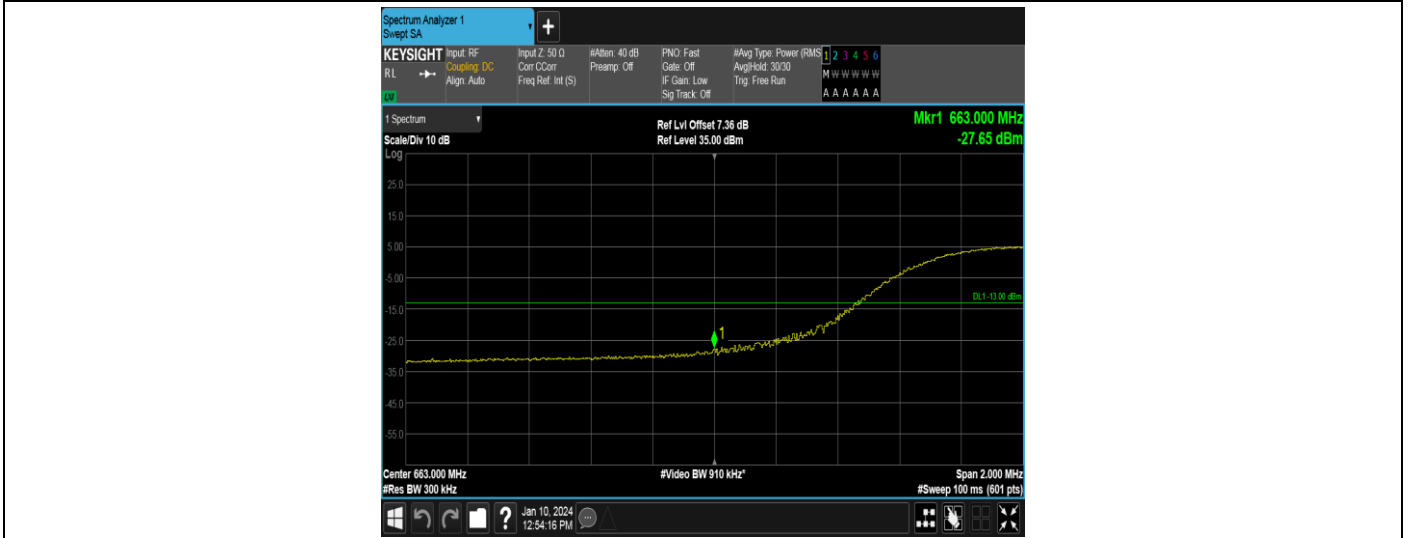 Spectrum Analyzer 1
Swept SA
+
KEYSIGHT
RL
LXI
Input: RF
Coupling: DC
Align: Auto
Input Z: 50 Ω
Corr CCorr
Freq Ref: Int (S)
#Atten: 40 dB
Preamp: Off
PNO: Fast
Gate: Off
IF Gain: Low
Sig Track: Off
#Avg Type: Power (RMS
Avg|Hold: 30/30
Trig: Free Run
1 2 3 4 5 6
M W W W W W
A A A A A A
1 Spectrum
Scale/Div 10 dB
Ref Lvl Offset 7.36 dB
Ref Level 35.00 dBm
Mkr1 663.000 MHz
-27.65 dBm
Log
25.0
15.0
5.00
-5.00
DL1 -13.00 dBm
-15.0
1
-25.0
-35.0
-45.0
-55.0
Center 663.000 MHz
#Res BW 300 kHz
#Video BW 910 kHz*
Span 2.000 MHz
#Sweep 100 ms (601 pts)
?
Jan 10, 2024
12:54:16 PM